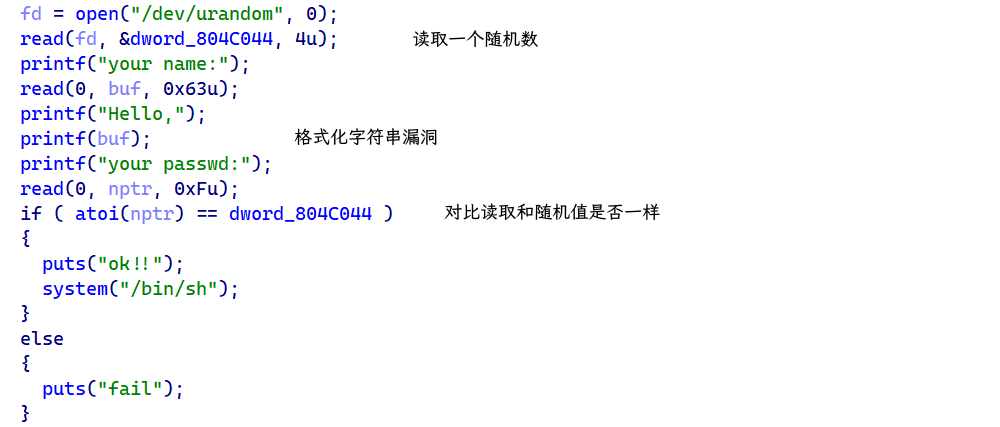 fd = open("/dev/urandom", 0);
read(fd, &dword_804C044, 4u); 读取一个随机数
printf("your name:");
read(0, buf, 0x63u);
printf("Hello,");
printf(buf); 格式化字符串漏洞
printf("your passwd:");
read(0, nptr, 0xFu);
if ( atoi(nptr) == dword_804C044 ) 对比读取和随机值是否一样
{
  puts("ok!!");
  system("/bin/sh");
}
else
{
  puts("fail");
}